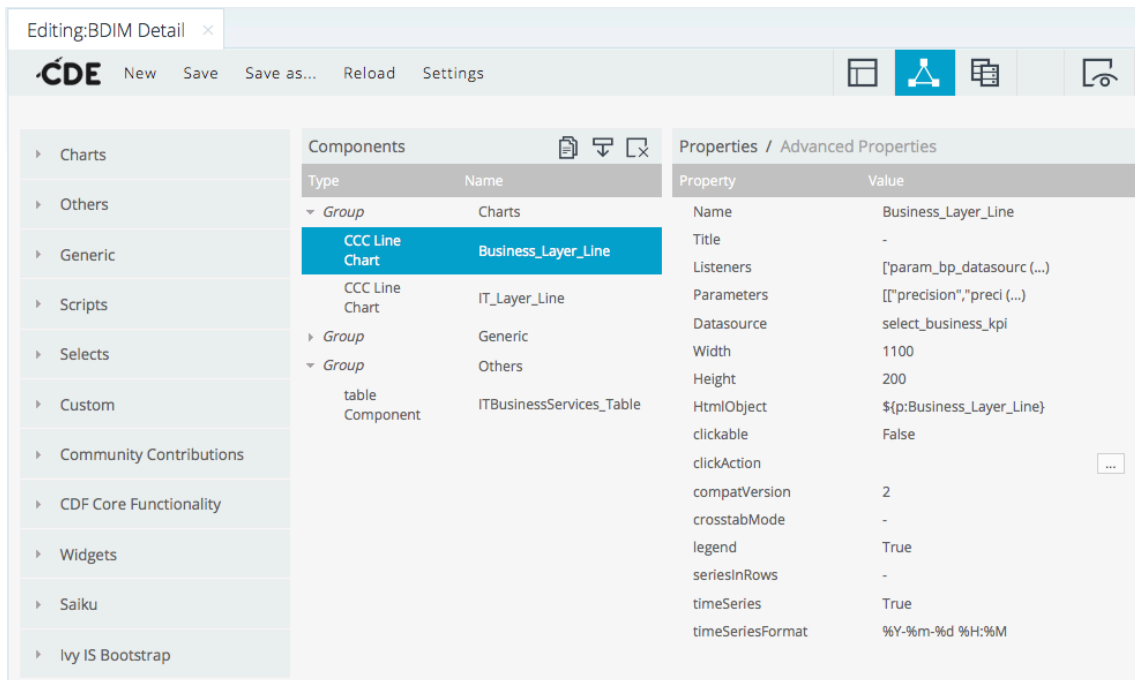 Editing:BDIM Detail ×
CDE New Save Save as... Reload Settings
Charts
Others
Generic
Scripts
Selects
Custom
Community Contributions
CDF Core Functionality
Widgets
Saiku
Ivy IS Bootstrap
Components
Type Name
Group Charts
CCC Line Chart Business_Layer_Line
CCC Line Chart IT_Layer_Line
Group Generic
Group Others
table Component ITBusinessServices_Table
Properties / Advanced Properties
Property Value
Name Business_Layer_Line
Title -
Listeners ['param_bp_datasourc (...)
Parameters [["precision","preci (...)
Datasource select_business_kpi
Width 1100
Height 200
HtmlObject ${p:Business_Layer_Line}
clickable False
clickAction ...
compatVersion 2
crosstabMode -
legend True
seriesInRows -
timeSeries True
timeSeriesFormat %Y-%m-%d %H:%M